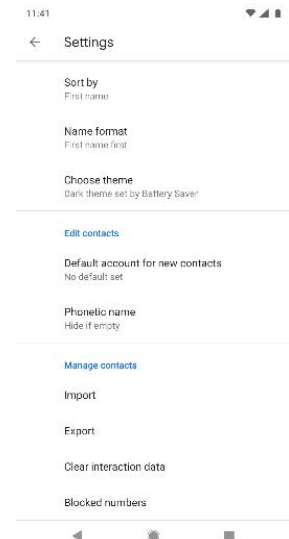 11:41
Settings
Sort by
First name
Name format
First name first
Choose theme
Dark theme set by Battery Saver
Edit contacts
Default account for new contacts
No default set
Phonetic name
Hide if empty
Manage contacts
Import
Export
Clear interaction data
Blocked numbers